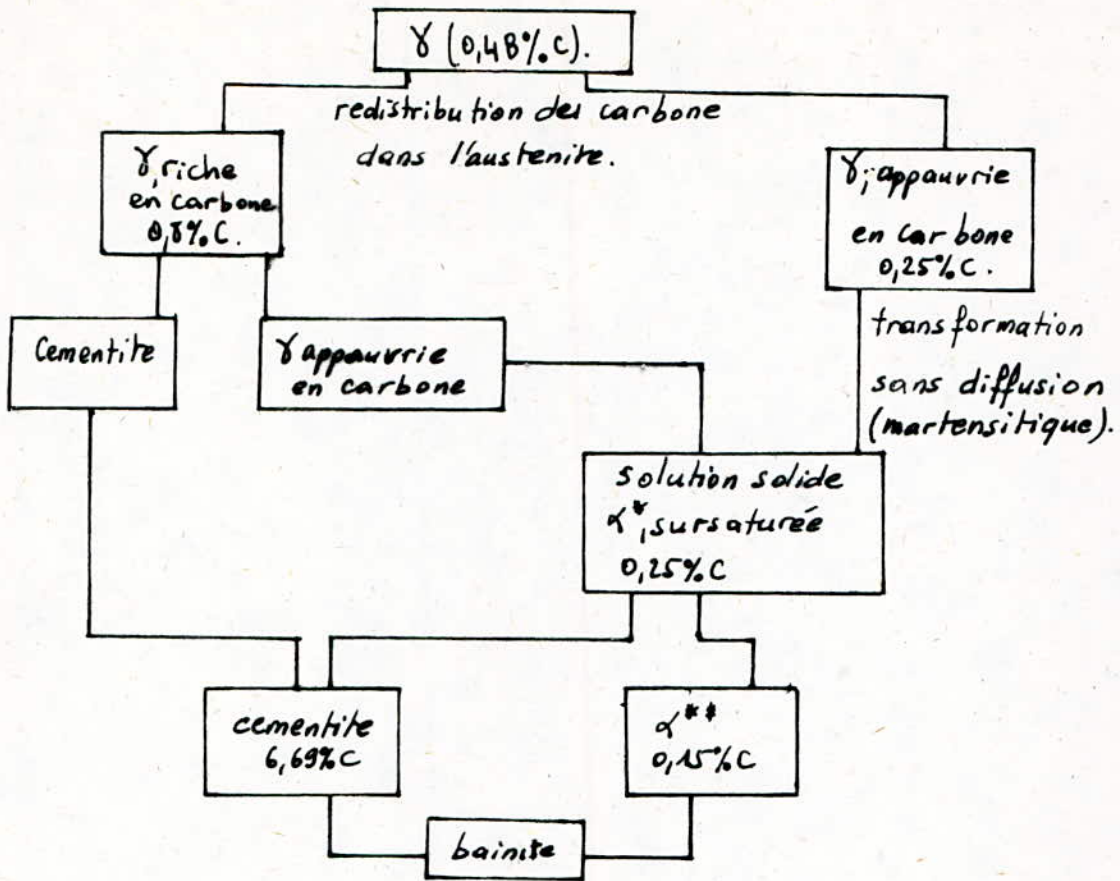 γ (0,48% C).
redistribution des carbone
dans l'austenite.
γ, riche
en carbone
0,8% C.
γ, appauvrie
en carbone
0,25% C.
Cementite
γ appauvrie
en carbone
transformation
sans diffusion
(martensitique).
solution solide
α*, sursaturée
0,25% C
cementite
6,69% C
α**
0,15% C
bainite